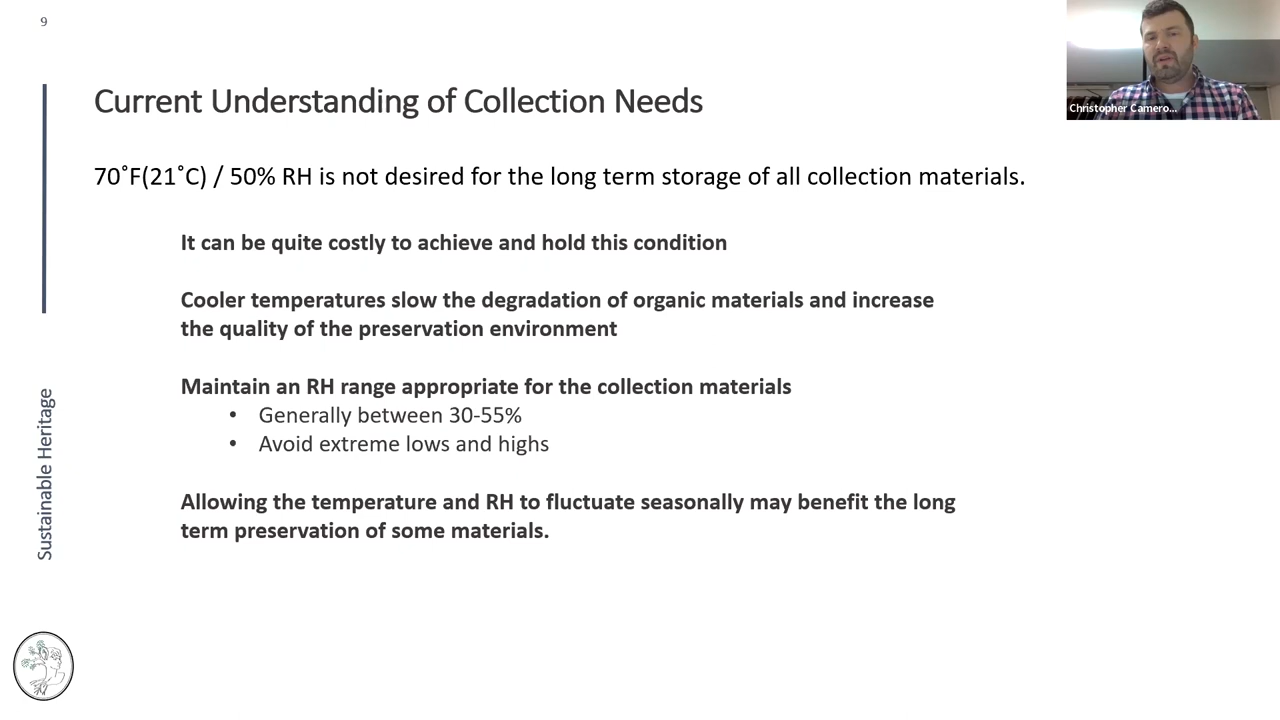 9
Current Understanding of Collection Needs
70˚F(21˚C) / 50% RH is not desired for the long term storage of all collection materials.
It can be quite costly to achieve and hold this condition
Cooler temperatures slow the degradation of organic materials and increase
the quality of the preservation environment
Maintain an RH range appropriate for the collection materials
• Generally between 30-55%
• Avoid extreme lows and highs
Allowing the temperature and RH to fluctuate seasonally may benefit the long
term preservation of some materials.
Sustainable Heritage
Christopher Camero...